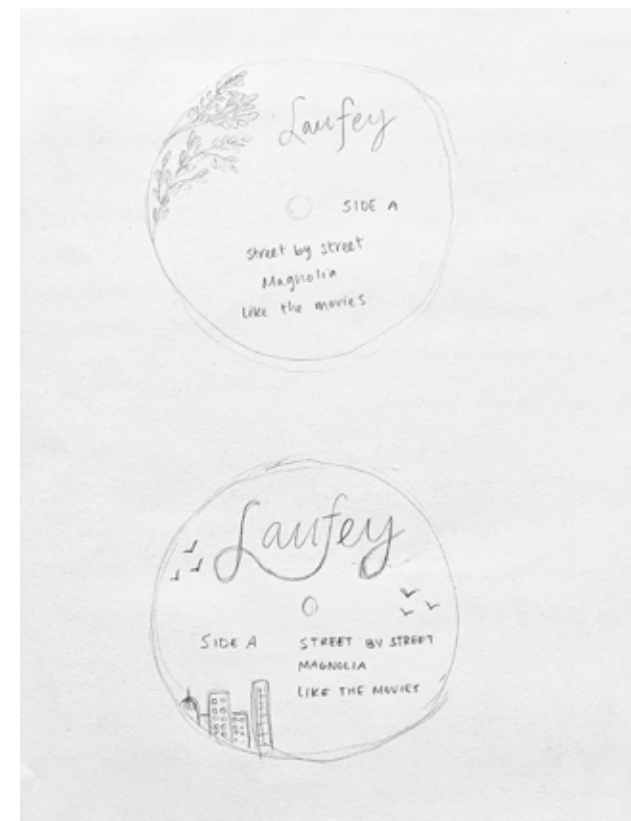 Laufey
SIDE A
Street by street
Magnolia
Like the movies
Laufey
SIDE A STREET BY STREET
MAGNOLIA
LIKE THE MOVIES